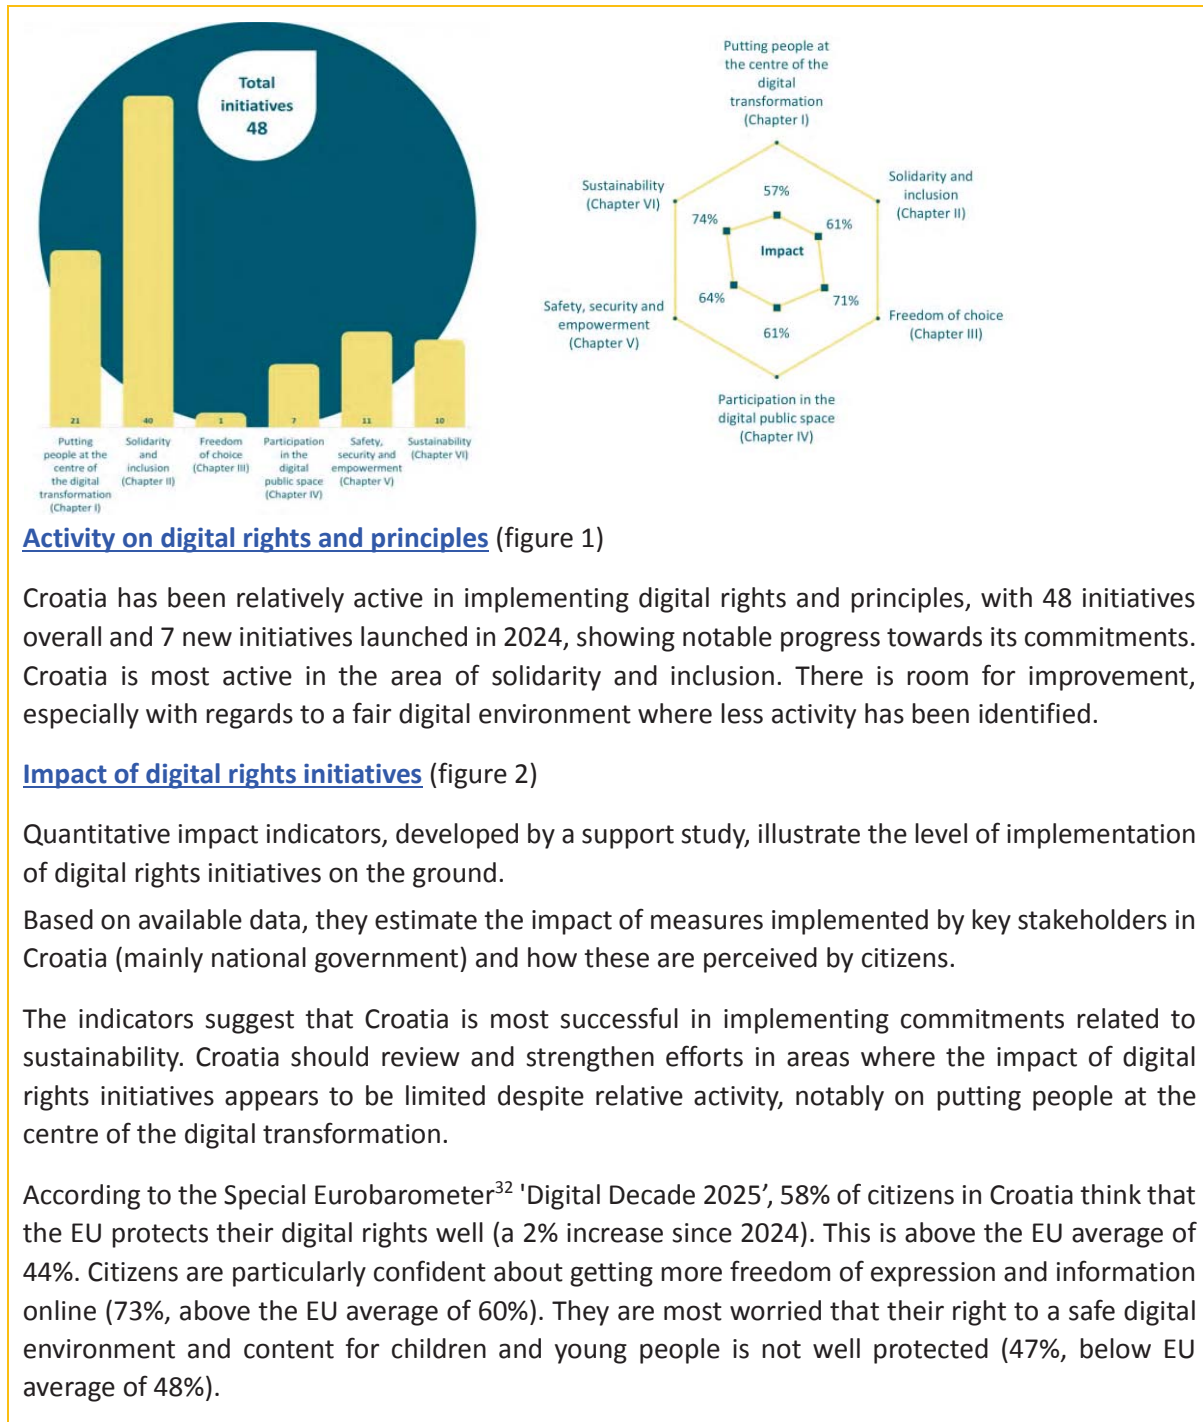 Total
initiatives
48
21
40
1
7
11
10
Putting
people at the
centre of
the digital
transformation
(Chapter I)
Solidarity
and
inclusion
(Chapter II)
Freedom
of choice
(Chapter III)
Participation
in the
digital
public space
(Chapter IV)
Safety,
security and
empowerment
(Chapter V)
Sustainability
(Chapter VI)
Putting people at
the centre of the
digital
transformation
(Chapter I)
Solidarity and
inclusion
(Chapter II)
Freedom of choice
(Chapter III)
Participation in the
digital public space
(Chapter IV)
Safety, security and
empowerment
(Chapter V)
Sustainability
(Chapter VI)
57%
61%
71%
61%
64%
74%
Impact
Activity on digital rights and principles (figure 1)
Croatia has been relatively active in implementing digital rights and principles, with 48 initiatives
overall and 7 new initiatives launched in 2024, showing notable progress towards its commitments.
Croatia is most active in the area of solidarity and inclusion. There is room for improvement,
especially with regards to a fair digital environment where less activity has been identified.
Impact of digital rights initiatives (figure 2)
Quantitative impact indicators, developed by a support study, illustrate the level of implementation
of digital rights initiatives on the ground.
Based on available data, they estimate the impact of measures implemented by key stakeholders in
Croatia (mainly national government) and how these are perceived by citizens.
The indicators suggest that Croatia is most successful in implementing commitments related to
sustainability. Croatia should review and strengthen efforts in areas where the impact of digital
rights initiatives appears to be limited despite relative activity, notably on putting people at the
centre of the digital transformation.
According to the Special Eurobarometer32 'Digital Decade 2025’, 58% of citizens in Croatia think that
the EU protects their digital rights well (a 2% increase since 2024). This is above the EU average of
44%. Citizens are particularly confident about getting more freedom of expression and information
online (73%, above the EU average of 60%). They are most worried that their right to a safe digital
environment and content for children and young people is not well protected (47%, below EU
average of 48%).